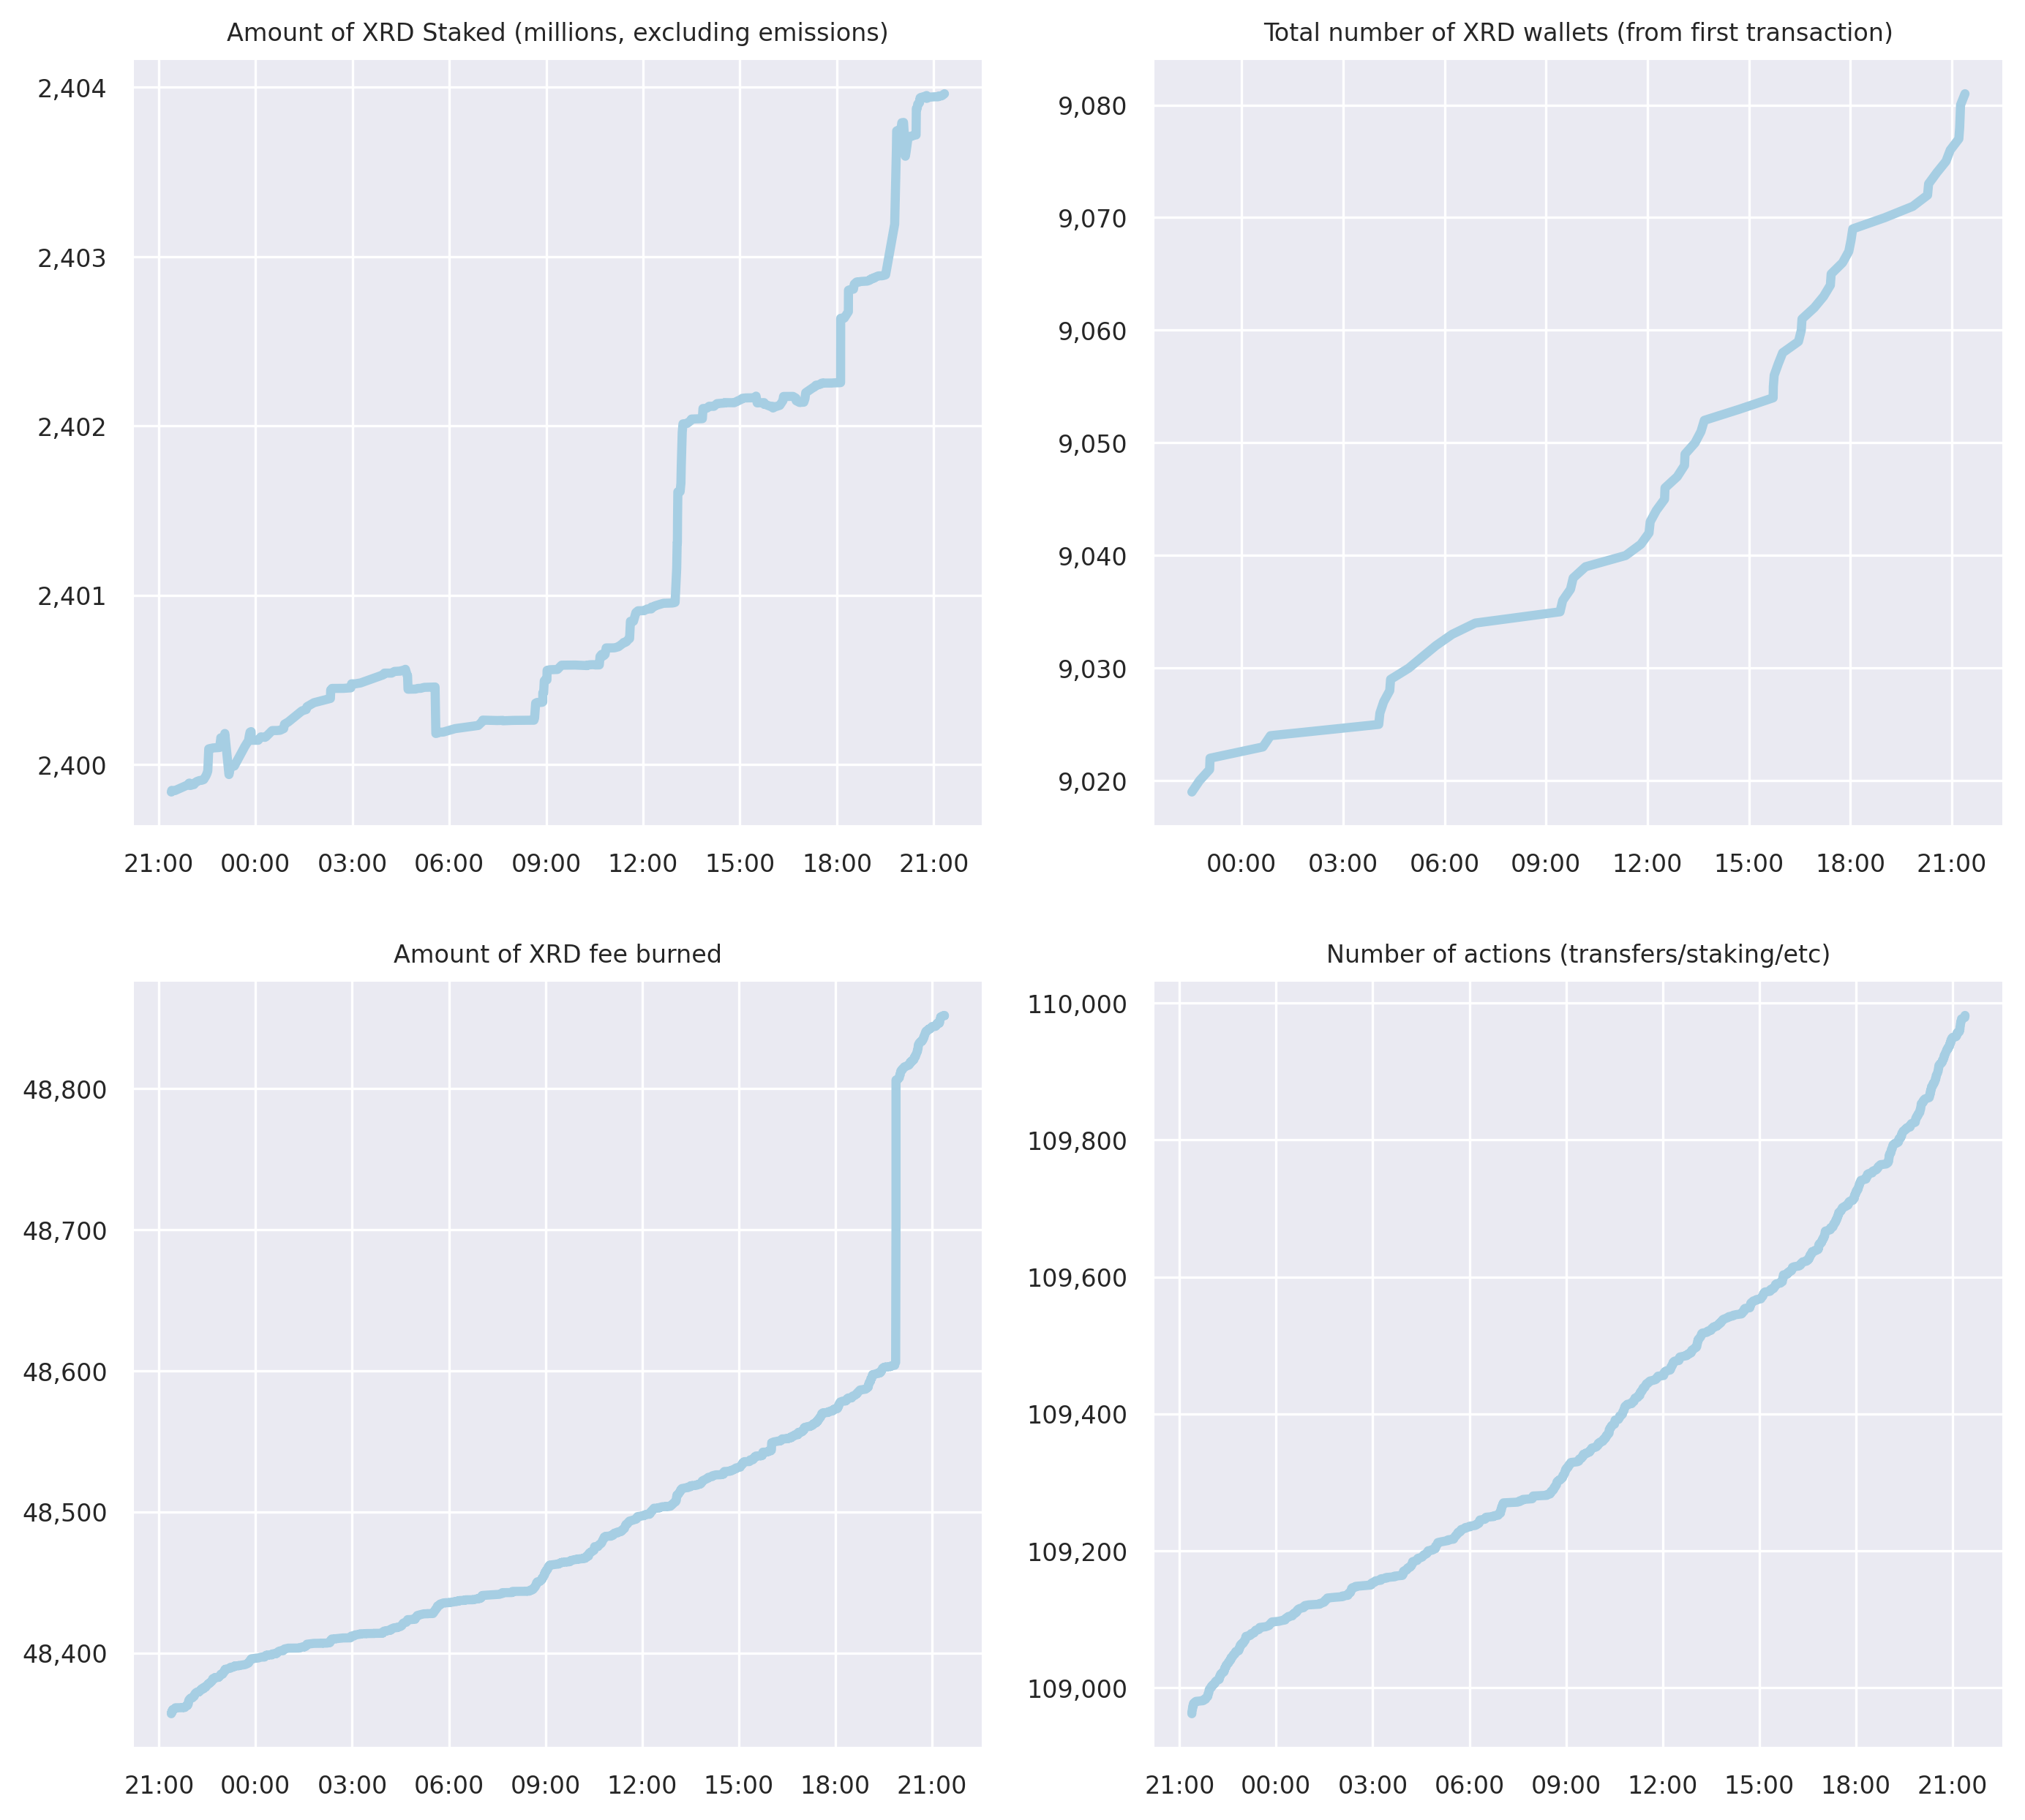 Amount of XRD Staked (millions, excluding emissions)
2,404
2,403
2,402
2,401
2,400
21:00 00:00 03:00 06:00 09:00 12:00 15:00 18:00 21:00
Total number of XRD wallets (from first transaction)
9,080
9,070
9,060
9,050
9,040
9,030
9,020
00:00 03:00 06:00 09:00 12:00 15:00 18:00 21:00
Amount of XRD fee burned
48,800
48,700
48,600
48,500
48,400
21:00 00:00 03:00 06:00 09:00 12:00 15:00 18:00 21:00
Number of actions (transfers/staking/etc)
110,000
109,800
109,600
109,400
109,200
109,000
21:00 00:00 03:00 06:00 09:00 12:00 15:00 18:00 21:00